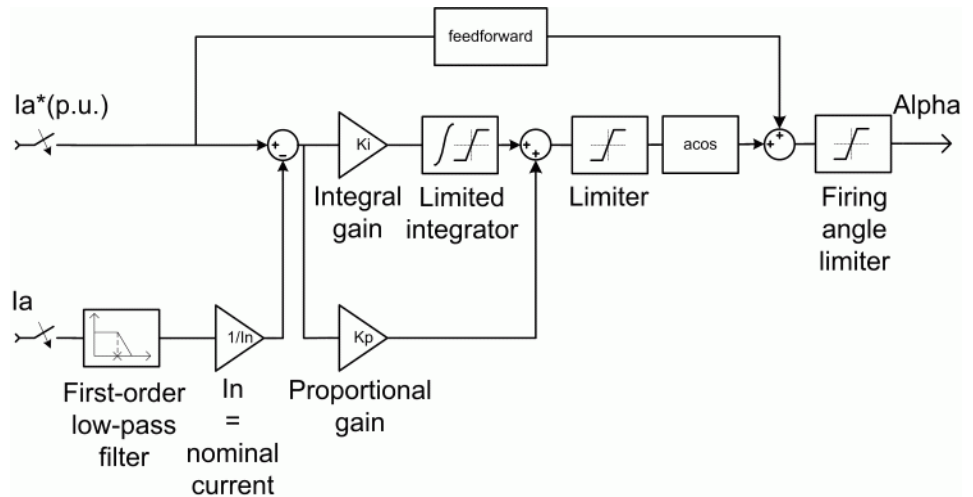 feedforward
Ia*(p.u.)
Alpha
+
−
Ki
+
+
acos
+
+
Integral
gain
Limited
integrator
Limiter
Firing
angle
limiter
Ia
1/In
Kp
First-order
low-pass
filter
In
=
nominal
current
Proportional
gain